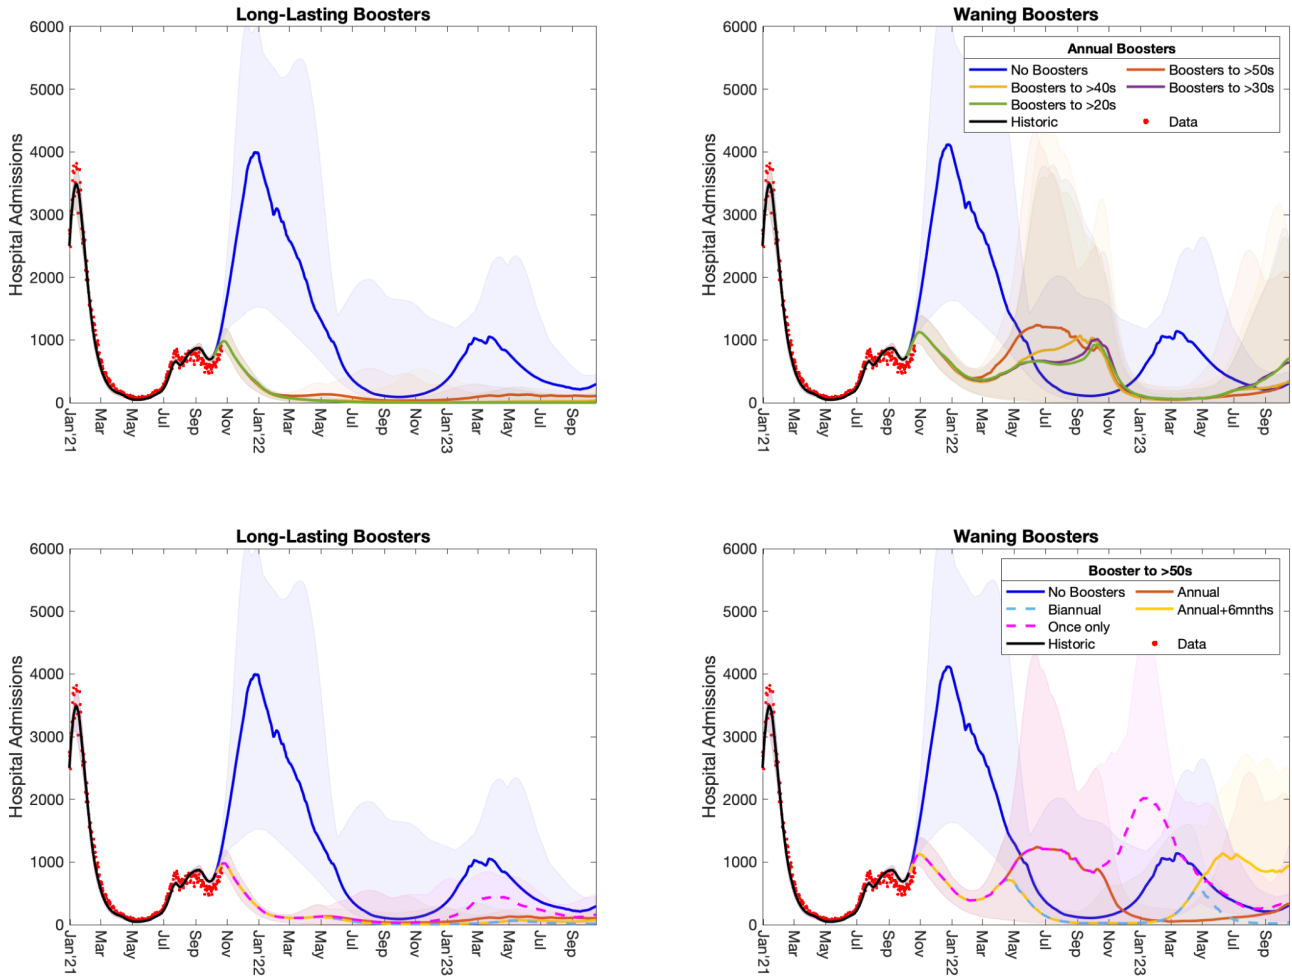 Long-Lasting Boosters
Hospital Admissions
6000
5000
4000
3000
2000
1000
0
Jan'21
Mar
May
Jul
Sep
Nov
Jan'22
Mar
May
Jul
Sep
Nov
Jan'23
Mar
May
Jul
Sep
Waning Boosters
Annual Boosters
No Boosters Boosters to >50s
Boosters to >40s Boosters to >30s
Boosters to >20s
Historic Data
Hospital Admissions
6000
5000
4000
3000
2000
1000
0
Jan'21
Mar
May
Jul
Sep
Nov
Jan'22
Mar
May
Jul
Sep
Nov
Jan'23
Mar
May
Jul
Sep
Long-Lasting Boosters
Hospital Admissions
6000
5000
4000
3000
2000
1000
0
Jan'21
Mar
May
Jul
Sep
Nov
Jan'22
Mar
May
Jul
Sep
Nov
Jan'23
Mar
May
Jul
Sep
Waning Boosters
Booster to >50s
No Boosters Annual
Biannual Annual+6mnths
Once only
Historic Data
Hospital Admissions
6000
5000
4000
3000
2000
1000
0
Jan'21
Mar
May
Jul
Sep
Nov
Jan'22
Mar
May
Jul
Sep
Nov
Jan'23
Mar
May
Jul
Sep